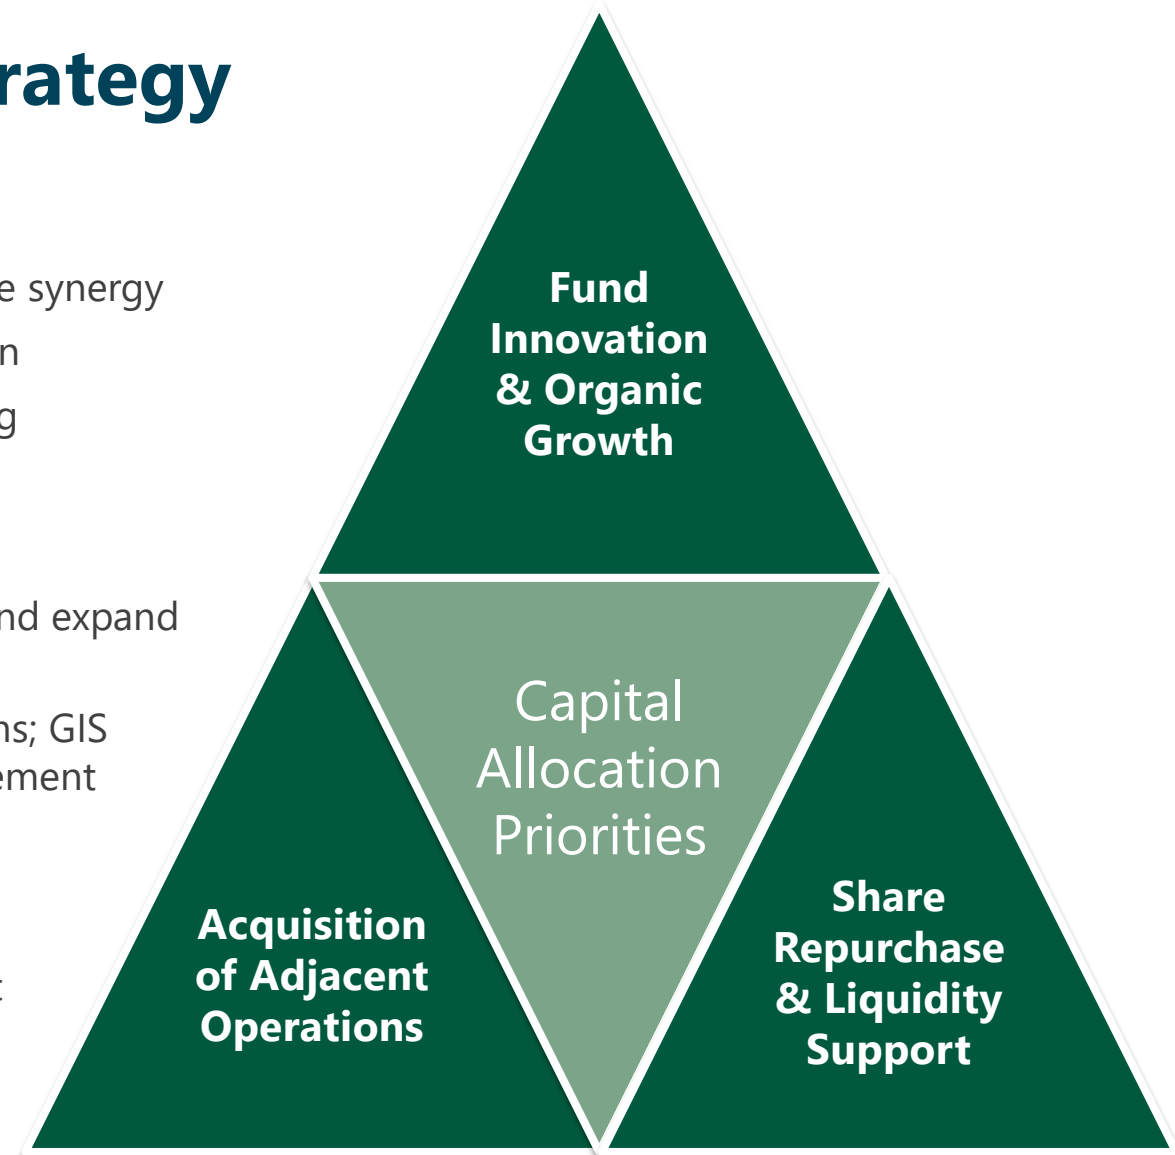 rategy
e synergy
n
g
nd expand
ns; GIS
ement
t
Fund
Innovation
& Organic
Growth
Capital
Allocation
Priorities
Acquisition
of Adjacent
Operations
Share
Repurchase
& Liquidity
Support